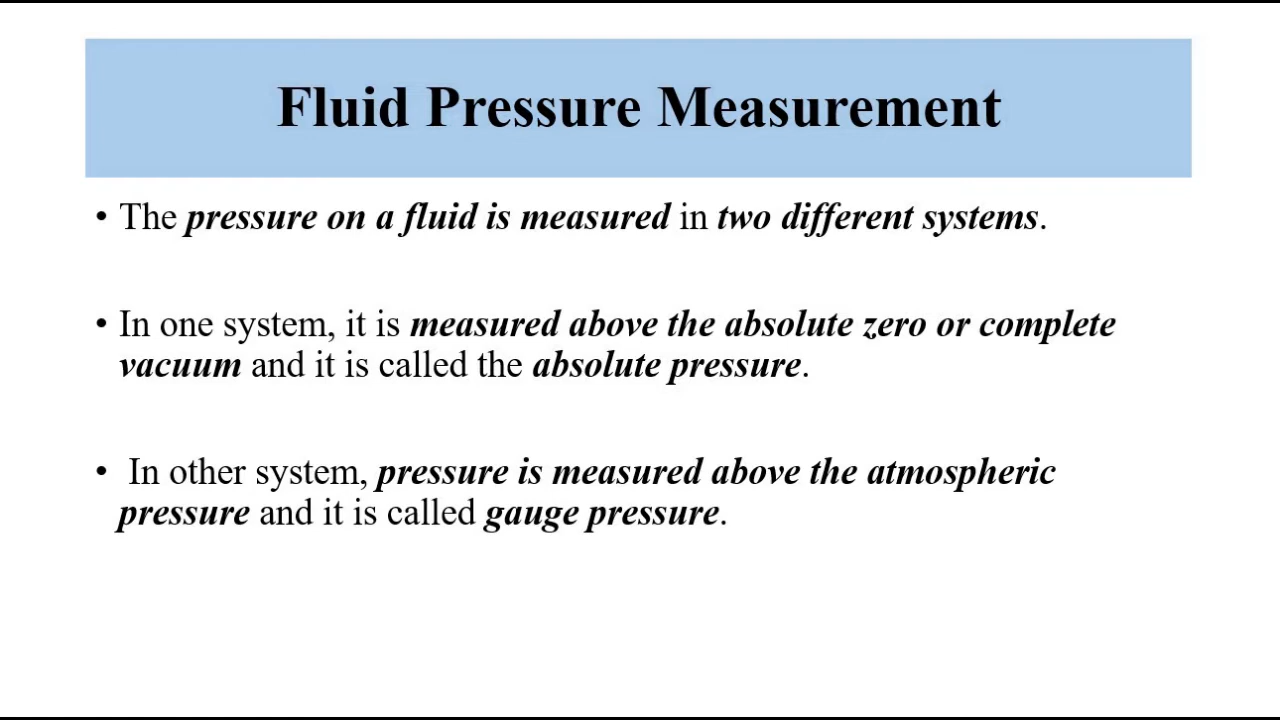 Fluid Pressure Measurement
• The pressure on a fluid is measured in two different systems.
• In one system, it is measured above the absolute zero or complete
vacuum and it is called the absolute pressure.
• In other system, pressure is measured above the atmospheric
pressure and it is called gauge pressure.